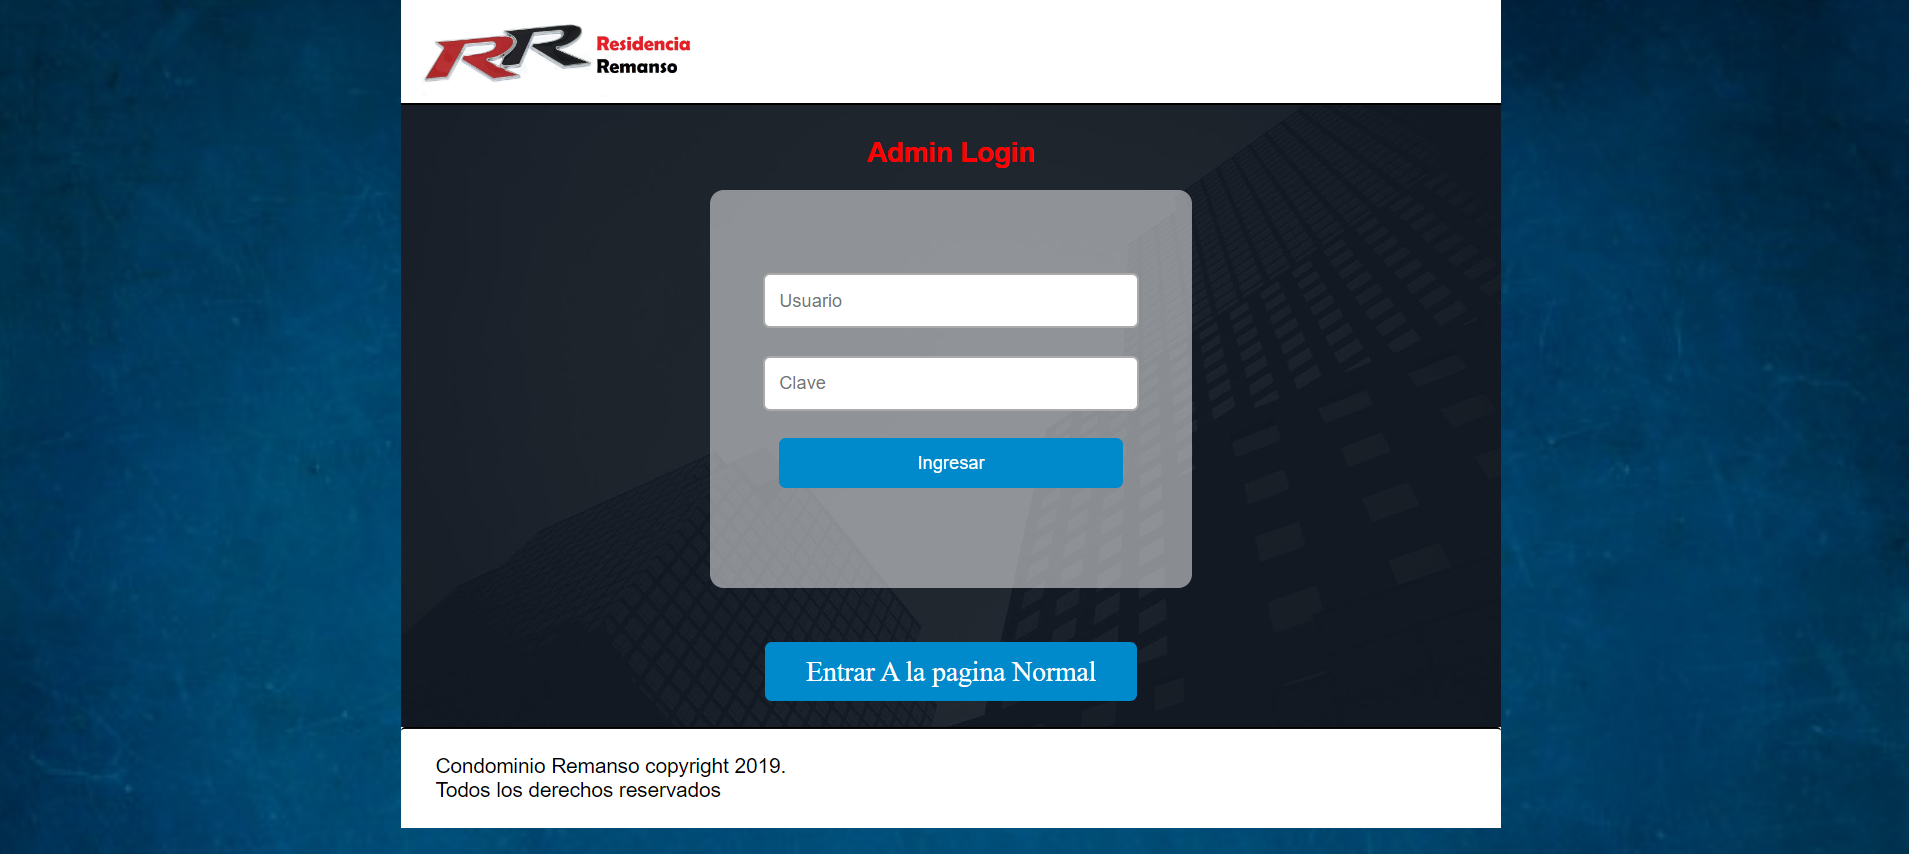 RR
Residencia
Remanso
Admin Login
Usuario
Clave
Ingresar
Entrar A la pagina Normal
Condominio Remanso copyright 2019.
Todos los derechos reservados